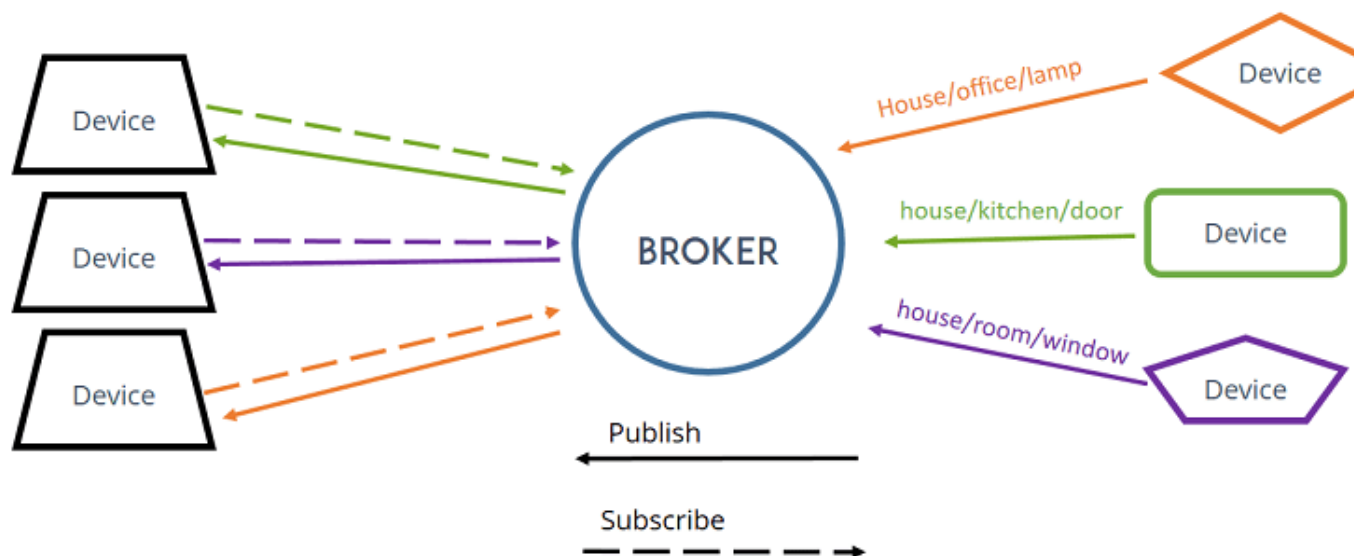 Device
Device
Device
BROKER
House/office/lamp
Device
house/kitchen/door
Device
house/room/window
Device
Publish
Subscribe